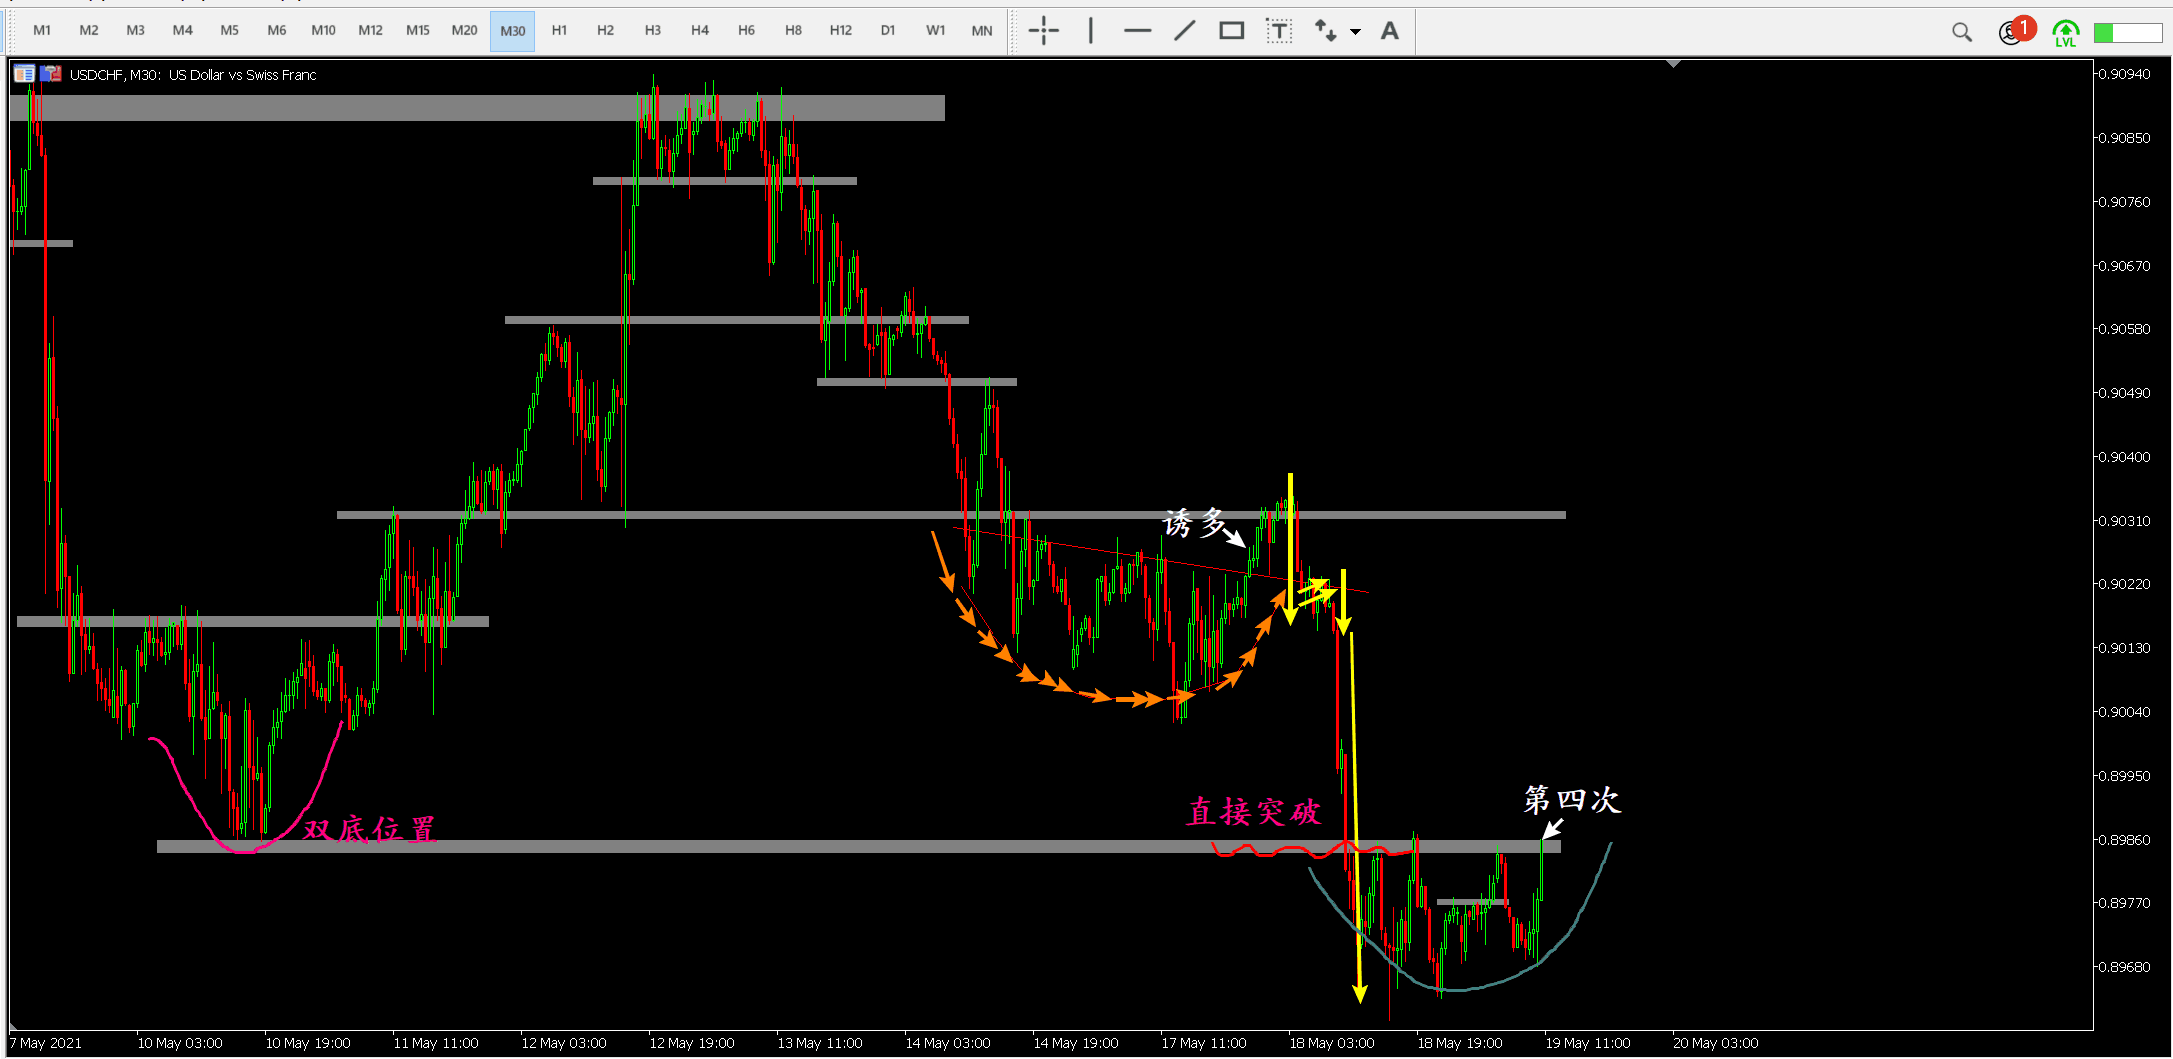 M1 M2 M3 M4 M5 M6 M10 M12 M15 M20 M30 H1 H2 H3 H4 H6 H8 H12 D1 W1 MN T A 1
LVL
USDCHF, M30: US Dollar vs Swiss Franc
0.90940
0.90850
0.90760
0.90670
0.90580
0.90490
0.90400
0.90310
诱多
0.90220
0.90130
0.90040
0.89950
第四次
直接突破
双底位置
0.89860
0.89770
0.89680
7 May 2021 10 May 03:00 10 May 19:00 11 May 11:00 12 May 03:00 12 May 19:00 13 May 11:00 14 May 03:00 14 May 19:00 17 May 11:00 18 May 03:00 18 May 19:00 19 May 11:00 20 May 03:00